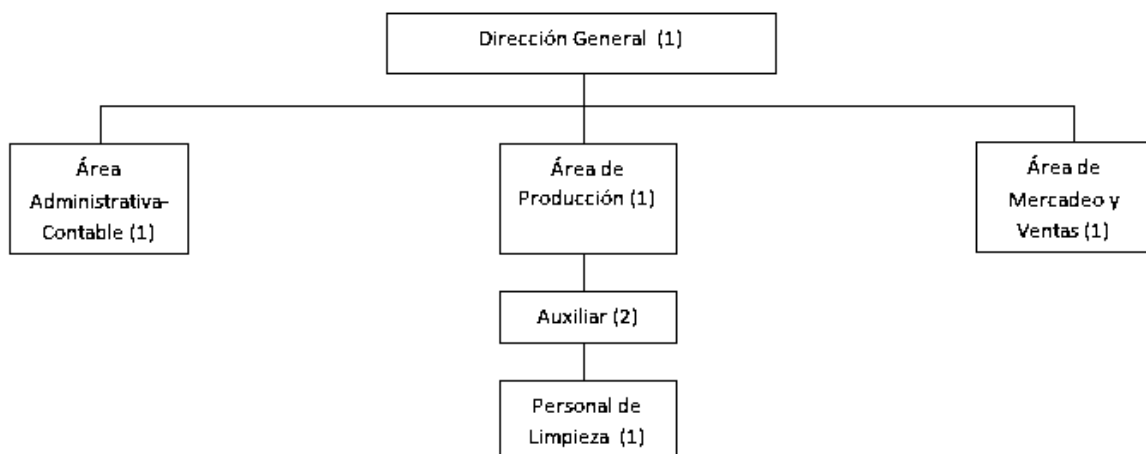 Dirección General (1)
Área
Administrativa-
Contable (1)
Área de
Producción (1)
Área de
Mercadeo y
Ventas (1)
Auxiliar (2)
Personal de
Limpieza (1)